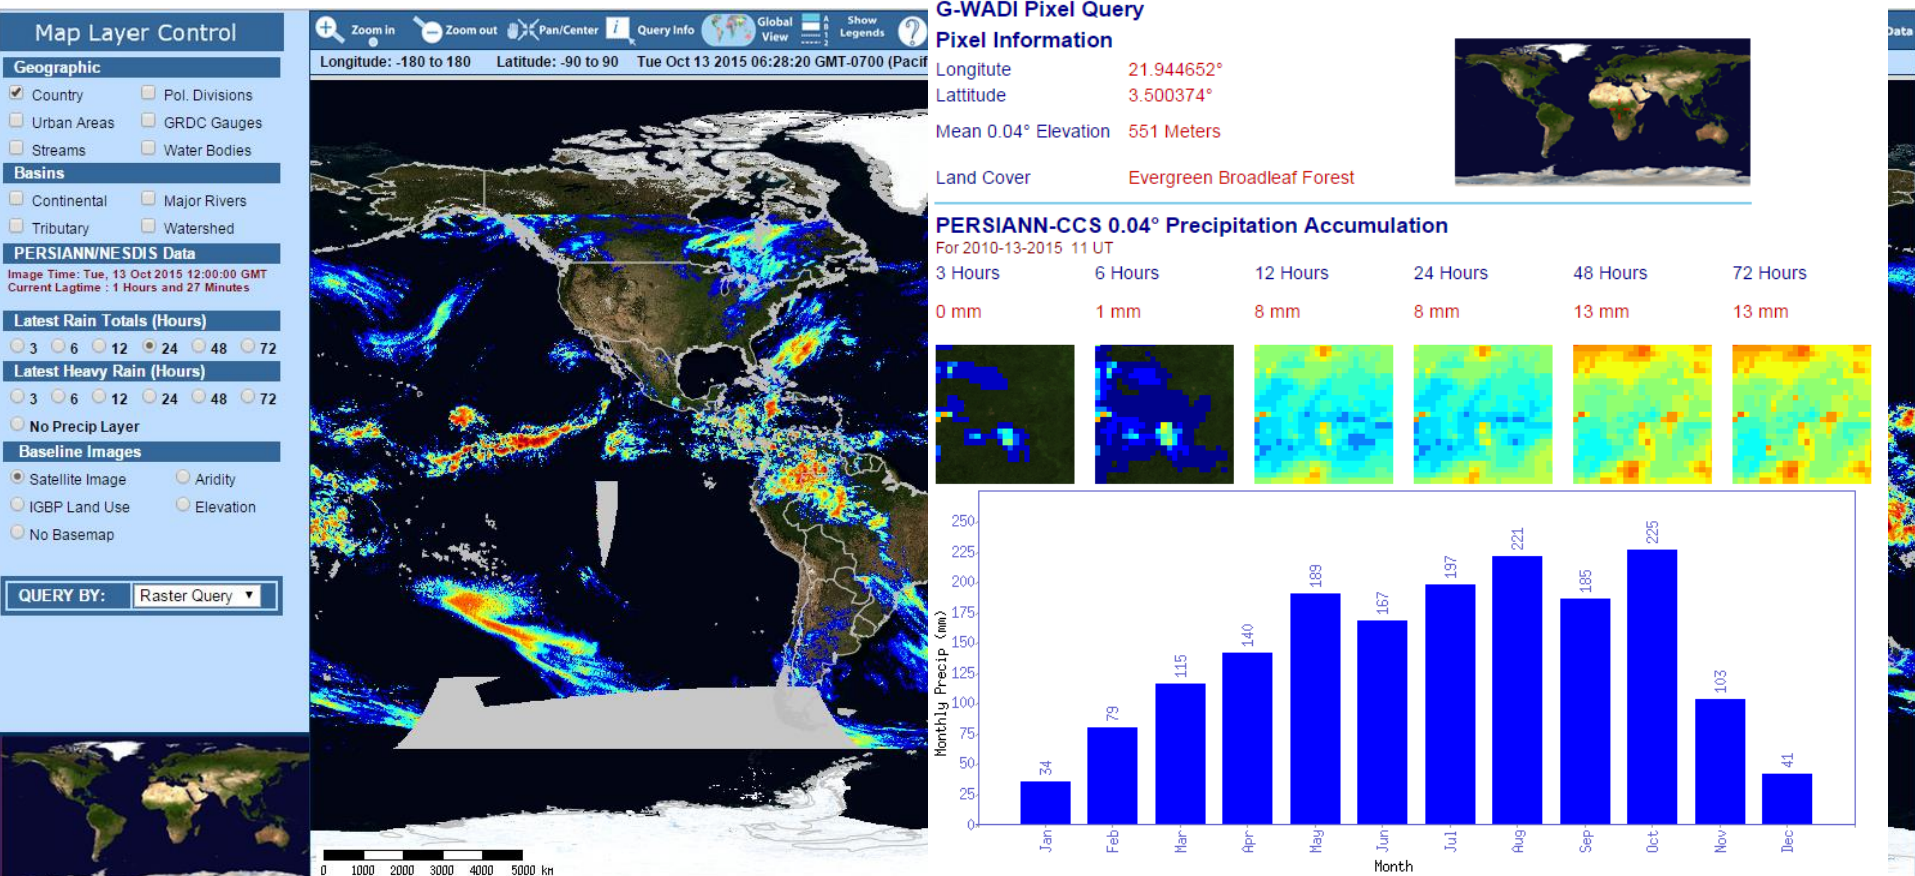 Map Layer Control
Geographic
Country Pol. Divisions
Urban Areas GRDC Gauges
Streams Water Bodies
Basins
Continental Major Rivers
Tributary Watershed
PERSIANN/NESDIS Data
Image Time: Tue, 13 Oct 2015 12:00:00 GMT
Current Lagtime : 1 Hours and 27 Minutes
Latest Rain Totals (Hours)
3 6 12 24 48 72
Latest Heavy Rain (Hours)
3 6 12 24 48 72
No Precip Layer
Baseline Images
Satellite Image Aridity
IGBP Land Use Elevation
No Basemap
QUERY BY: Raster Query
Zoom in Zoom out Pan/Center i Query Info Global View Show Legends ?
Longitude: -180 to 180 Latitude: -90 to 90 Tue Oct 13 2015 06:28:20 GMT-0700 (Pacif
0 1000 2000 3000 4000 5000 km
G-WADI Pixel Query
Pixel Information
Longitute 21.944652°
Lattitude 3.500374°
Mean 0.04° Elevation 551 Meters
Land Cover Evergreen Broadleaf Forest
PERSIANN-CCS 0.04° Precipitation Accumulation
For 2010-13-2015 11 UT
3 Hours 6 Hours 12 Hours 24 Hours 48 Hours 72 Hours
0 mm 1 mm 8 mm 8 mm 13 mm 13 mm
Monthly Precip (mm)
250
225
200
175
150
125
100
75
50
25
0
34 79 115 140 189 167 197 221 185 225 103 41
Jan Feb Mar Apr May Jun Jul Aug Sep Oct Nov Dec
Month
Data